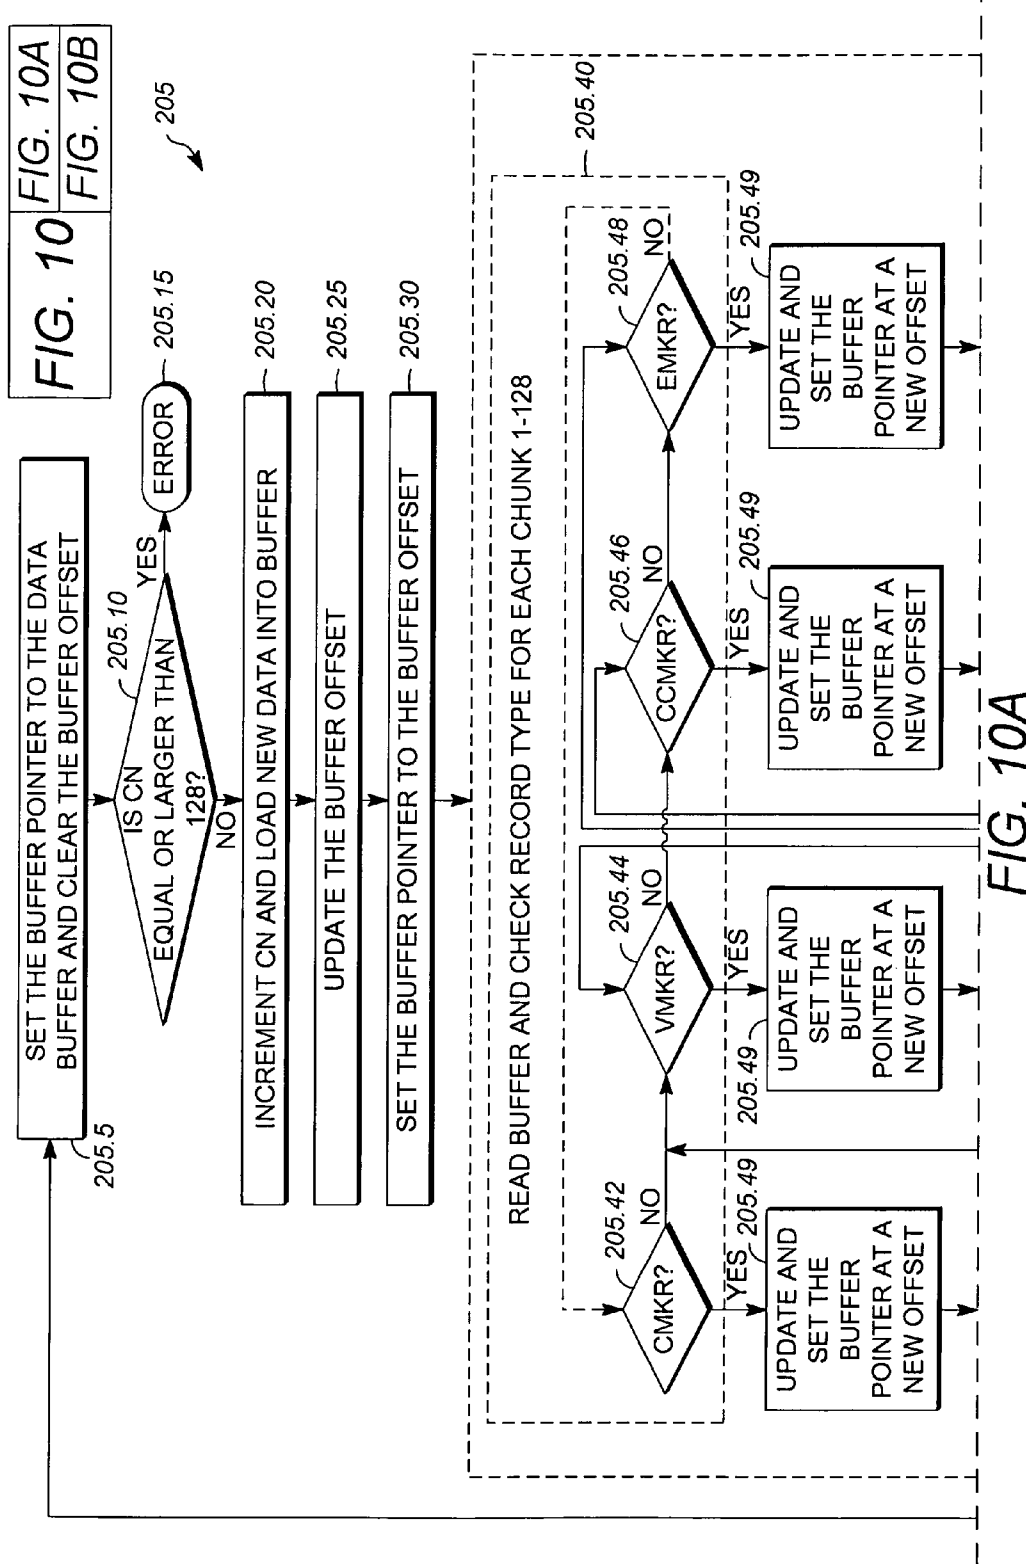 FIG. 10
FIG. 10A
FIG. 10B
205
SET THE BUFFER POINTER TO THE DATA
BUFFER AND CLEAR THE BUFFER OFFSET
205.5
IS CN
EQUAL OR LARGER THAN
128?
205.10
YES
ERROR
205.15
NO
INCREMENT CN AND LOAD NEW DATA INTO BUFFER
205.20
UPDATE THE BUFFER OFFSET
205.25
SET THE BUFFER POINTER TO THE BUFFER OFFSET
205.30
205.40
READ BUFFER AND CHECK RECORD TYPE FOR EACH CHUNK 1-128
CMKR?
205.42
NO
YES
VMKR?
205.44
NO
YES
CCMKR?
205.46
NO
YES
EMKR?
205.48
NO
YES
UPDATE AND
SET THE
BUFFER
POINTER AT A
NEW OFFSET
205.49
UPDATE AND
SET THE
BUFFER
POINTER AT A
NEW OFFSET
205.49
UPDATE AND
SET THE
BUFFER
POINTER AT A
NEW OFFSET
205.49
UPDATE AND
SET THE
BUFFER
POINTER AT A
NEW OFFSET
205.49
FIG. 10A